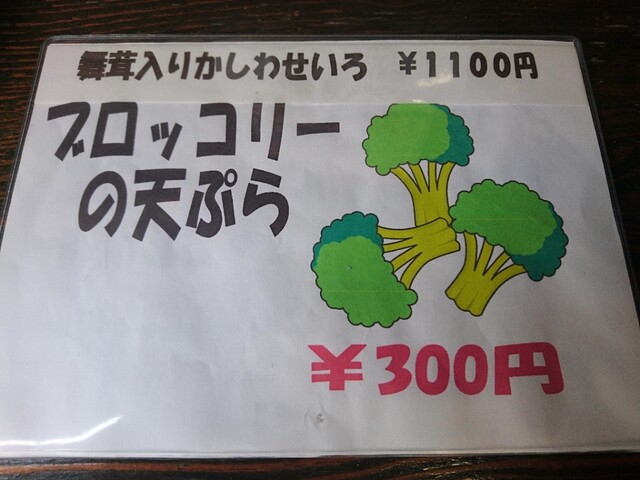 舞茸入りかしわせいろ ￥１１００円
ブロッコリー
の天ぷら
￥300円